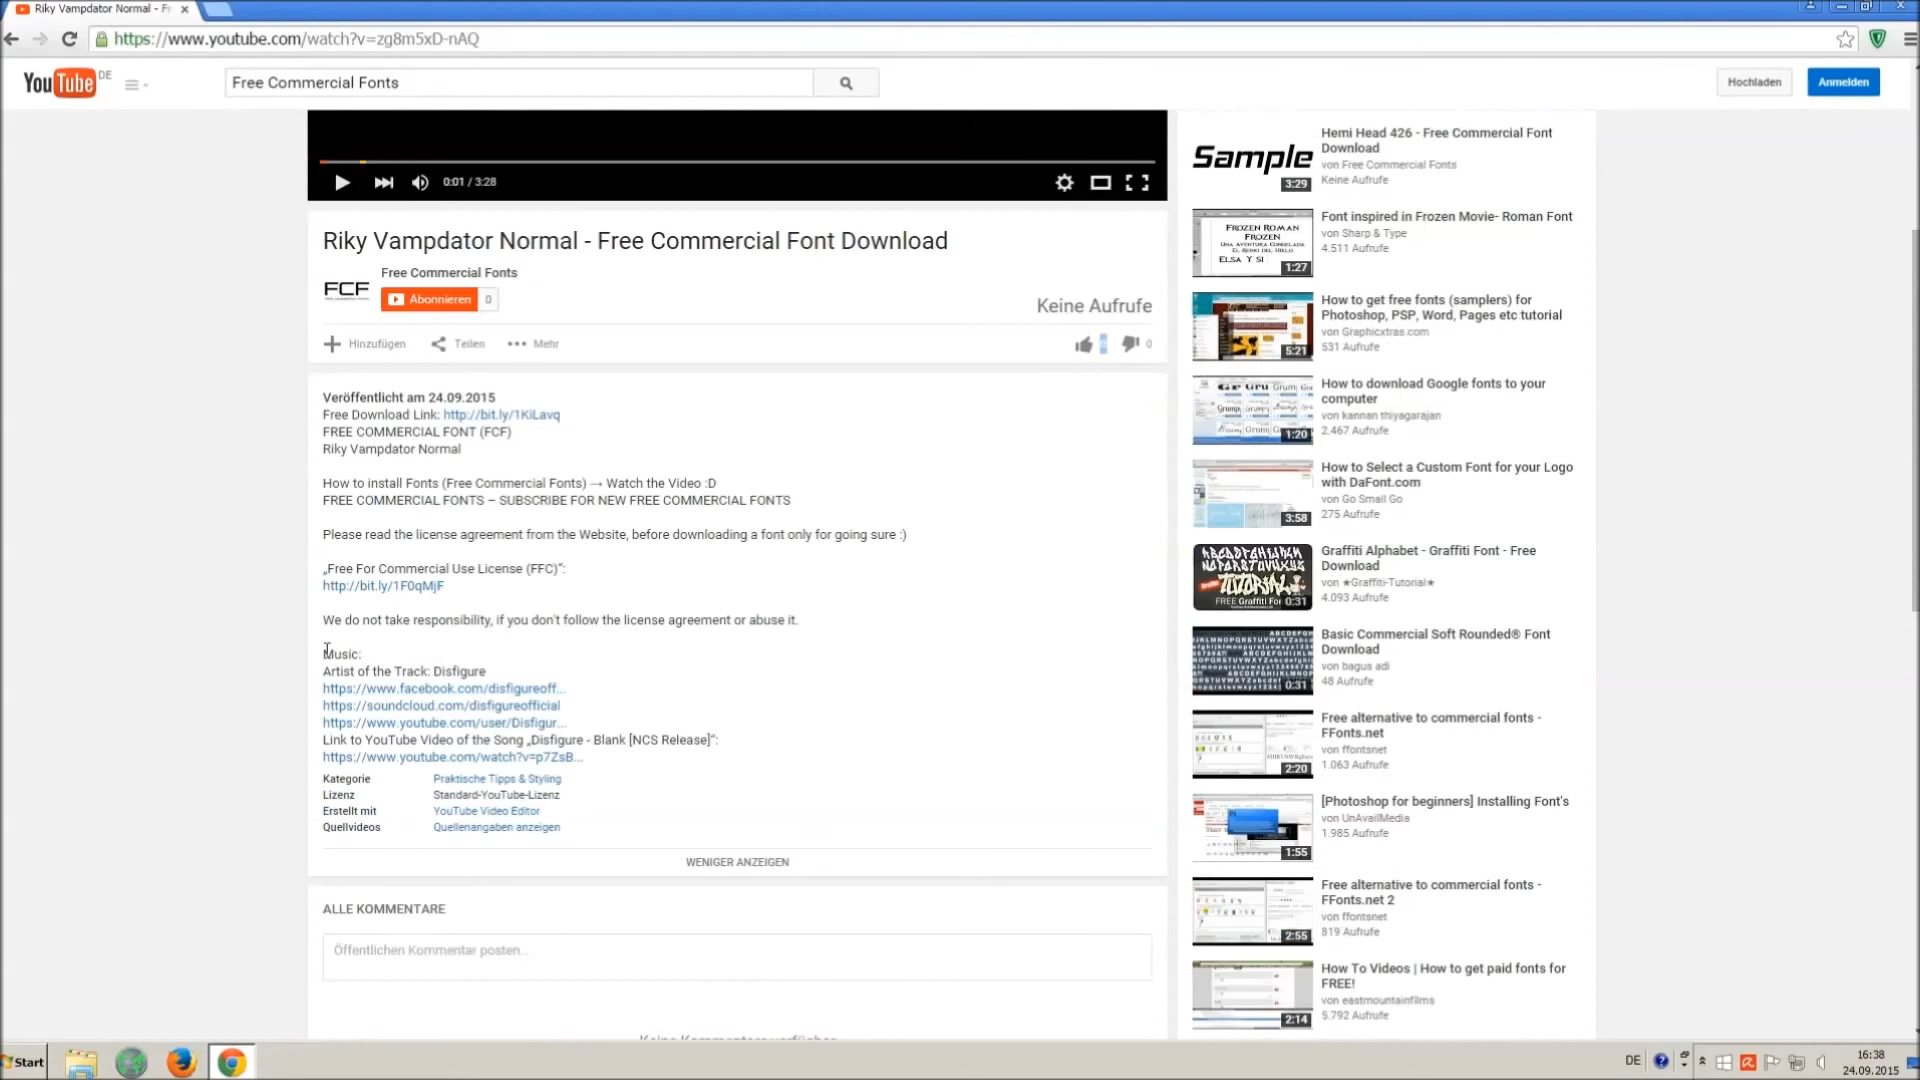 Riky Vampdator Normal - Fr
https://www.youtube.com/watch?v=zg8m5xD-nAQ
YouTube DE
Free Commercial Fonts
Hochladen
Anmelden
0:01 / 3:28
Riky Vampdator Normal - Free Commercial Font Download
FCF
Free Commercial Fonts
Abonnieren
0
Keine Aufrufe
Hinzufügen
Teilen
Mehr
0
Veröffentlicht am 24.09.2015
Free Download Link: http://bit.ly/1KiLavq
FREE COMMERCIAL FONT (FCF)
Riky Vampdator Normal
How to install Fonts (Free Commercial Fonts) → Watch the Video :D
FREE COMMERCIAL FONTS – SUBSCRIBE FOR NEW FREE COMMERCIAL FONTS
Please read the license agreement from the Website, before downloading a font only for going sure :)
„Free For Commercial Use License (FFC)“:
http://bit.ly/1F0qMjF
We do not take responsibility, if you don't follow the license agreement or abuse it.
Music:
Artist of the Track: Disfigure
https://www.facebook.com/disfigureoff...
https://soundcloud.com/disfigureofficial
https://www.youtube.com/user/Disfigur...
Link to YouTube Video of the Song „Disfigure - Blank [NCS Release]“:
https://www.youtube.com/watch?v=p7ZsB...
Kategorie Praktische Tipps & Styling
Lizenz Standard-YouTube-Lizenz
Erstellt mit YouTube Video Editor
Quellvideos Quellenangaben anzeigen
WENIGER ANZEIGEN
ALLE KOMMENTARE
Öffentlichen Kommentar posten...
Sample
3:29
Hemi Head 426 - Free Commercial Font
Download
von Free Commercial Fonts
Keine Aufrufe
FROZEN ROMAN
FROZEN
UNA AVENTURA CONGELADA
EL REINO DEL HIELO
ELSA Y SI
1:27
Font inspired in Frozen Movie- Roman Font
von Sharp & Type
4.511 Aufrufe
5:21
How to get free fonts (samplers) for
Photoshop, PSP, Word, Pages etc tutorial
von Graphicxtras.com
531 Aufrufe
1:20
How to download Google fonts to your
computer
von kannan thiyagarajan
2.467 Aufrufe
3:58
How to Select a Custom Font for your Logo
with DaFont.com
von Go Small Go
275 Aufrufe
TUTORIAL
FREE Graffiti Fo
0:31
Graffiti Alphabet - Graffiti Font - Free
Download
von ★Graffiti-Tutorial★
4.093 Aufrufe
0:31
Basic Commercial Soft Rounded® Font
Download
von bagus adi
48 Aufrufe
2:20
Free alternative to commercial fonts -
FFonts.net
von ffontsnet
1.063 Aufrufe
1:55
[Photoshop for beginners] Installing Font's
von UnAvailMedia
1.985 Aufrufe
2:55
Free alternative to commercial fonts -
FFonts.net 2
von ffontsnet
819 Aufrufe
2:14
How To Videos | How to get paid fonts for
FREE!
von eastmountainfilms
5.792 Aufrufe
Start
DE
16:38
24.09.2015